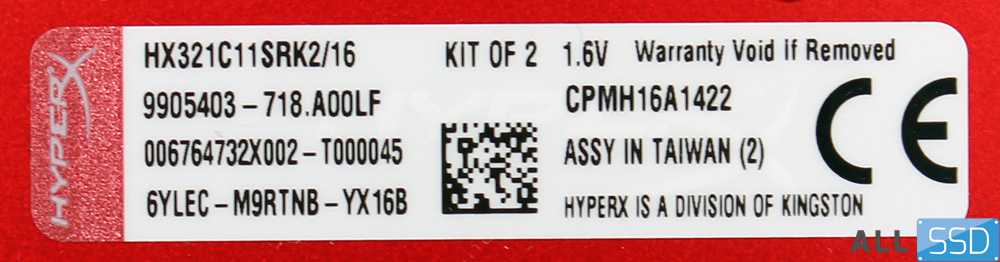 HYPERX
HX321C11SRK2/16 KIT OF 2 1.6V Warranty Void If Removed
9905403-718.A00LF CPMH16A1422
006764732X002-T000045 ASSY IN TAIWAN (2)
6YLEC-M9RTNB-YX16B HYPERX IS A DIVISION OF KINGSTON
CE
ALL SSD